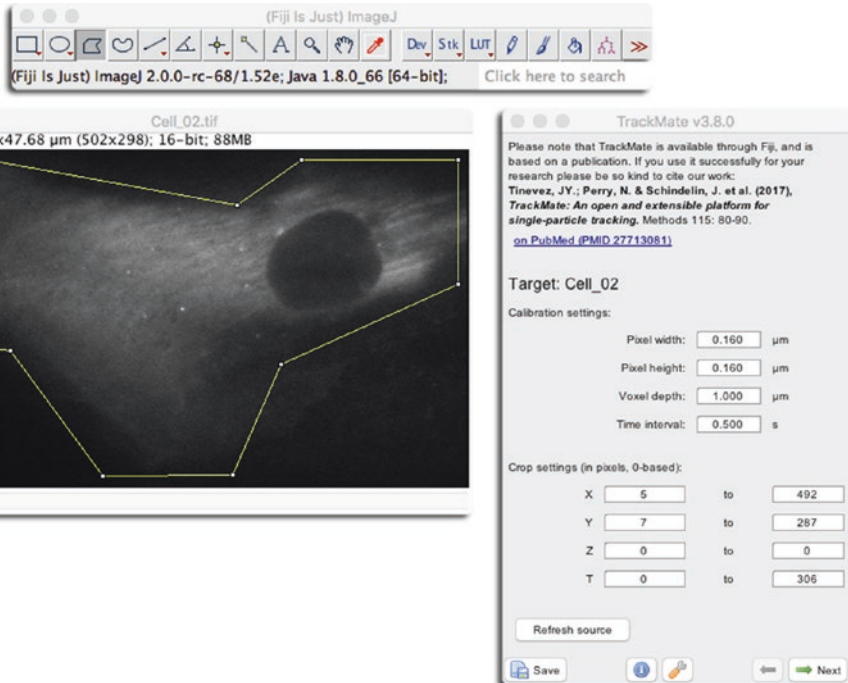 (Fiji Is Just) ImageJ
A Dev Stk LUT
(Fiji Is Just) ImageJ 2.0.0-rc-68/1.52e; Java 1.8.0_66 [64-bit]; Click here to search
Cell_02.tif
x47.68 µm (502x298); 16-bit; 88MB
TrackMate v3.8.0
Please note that TrackMate is available through Fiji, and is
based on a publication. If you use it successfully for your
research please be so kind to cite our work:
Tinevez, JY.; Perry, N. & Schindelin, J. et al. (2017),
TrackMate: An open and extensible platform for
single-particle tracking. Methods 115: 80-90.
on PubMed (PMID 27713081)
Target: Cell_02
Calibration settings:
Pixel width: 0.160 µm
Pixel height: 0.160 µm
Voxel depth: 1.000 µm
Time interval: 0.500 s
Crop settings (in pixels, 0-based):
X 5 to 492
Y 7 to 287
Z 0 to 0
T 0 to 306
Refresh source
Save Next